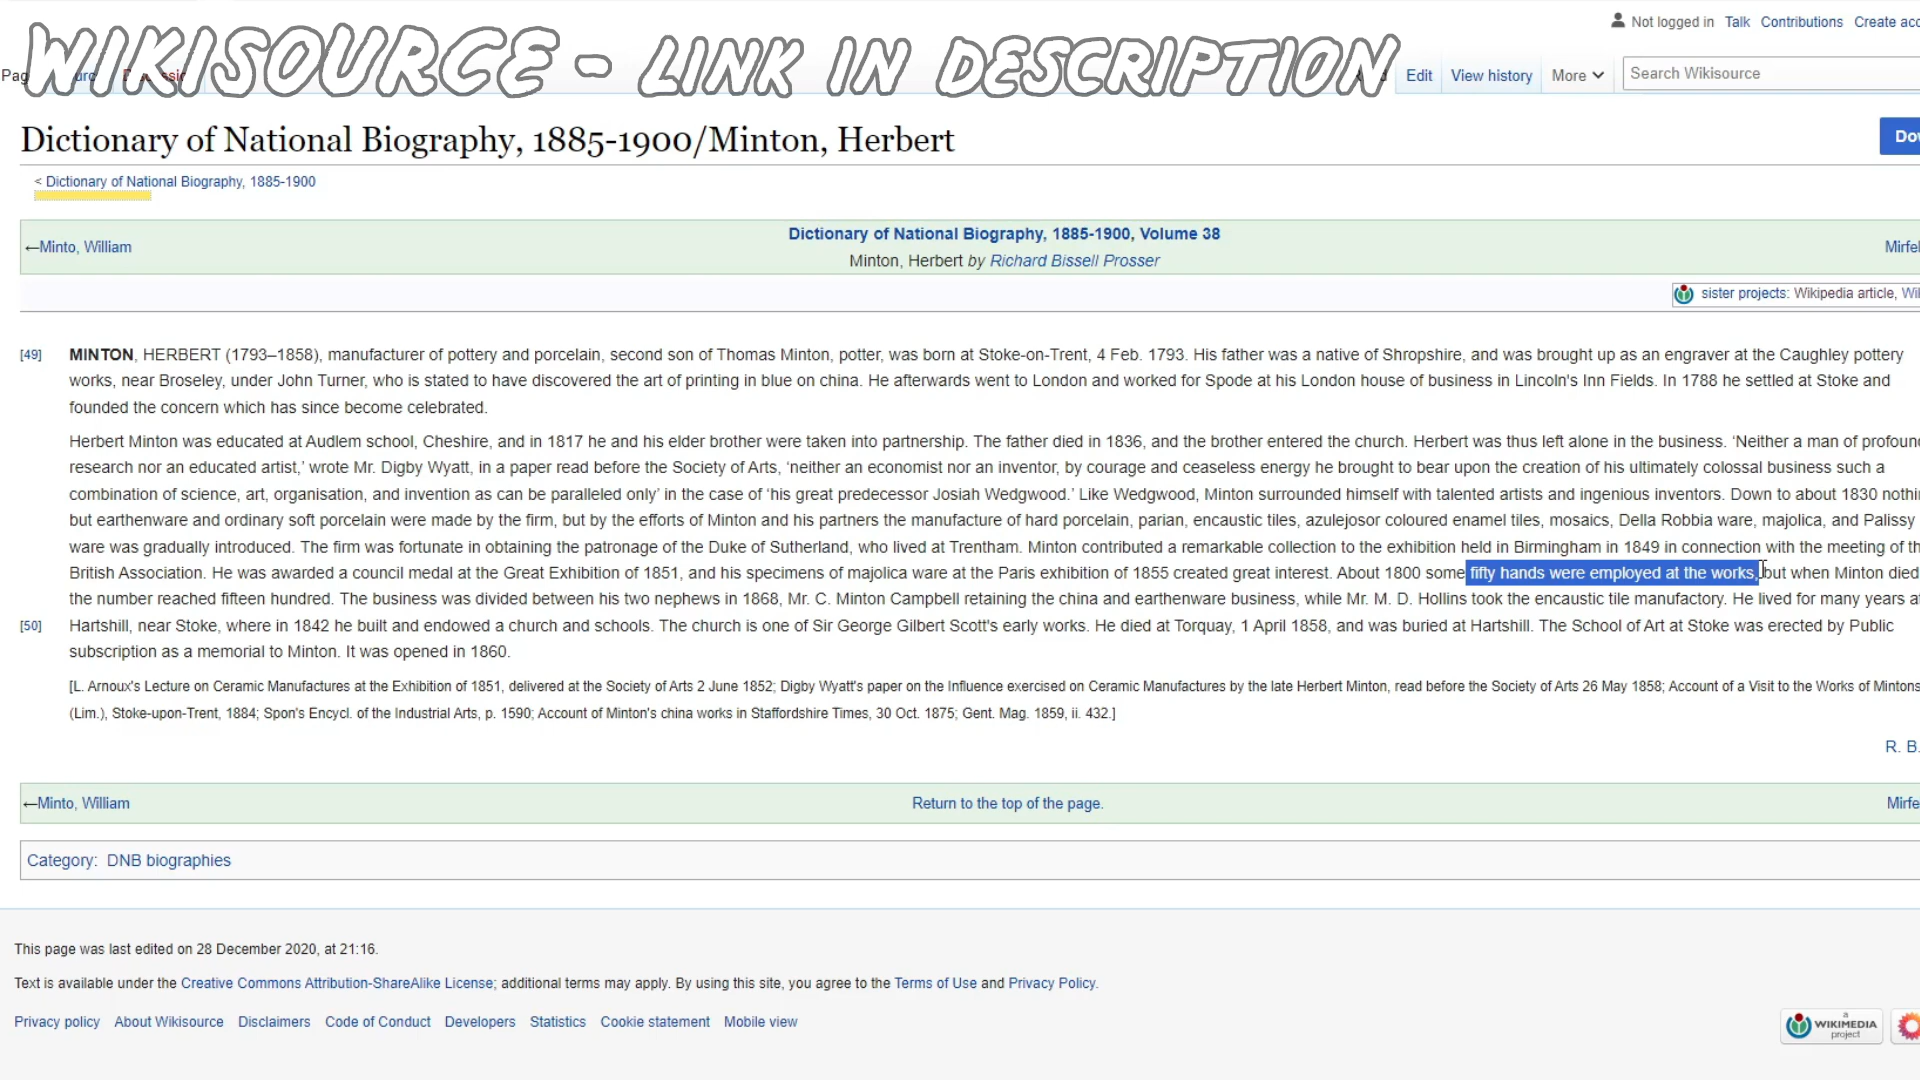 Not logged in Talk Contributions Create acc
WIKISOURCE - LINK IN DESCRIPTION
Pag
Edit View history More Search Wikisource
Dictionary of National Biography, 1885-1900/Minton, Herbert
Dow
< Dictionary of National Biography, 1885-1900
Dictionary of National Biography, 1885-1900, Volume 38
←Minto, William
Mirfel
Minton, Herbert by Richard Bissell Prosser
sister projects: Wikipedia article, Wik
[49] MINTON, HERBERT (1793–1858), manufacturer of pottery and porcelain, second son of Thomas Minton, potter, was born at Stoke-on-Trent, 4 Feb. 1793. His father was a native of Shropshire, and was brought up as an engraver at the Caughley pottery
works, near Broseley, under John Turner, who is stated to have discovered the art of printing in blue on china. He afterwards went to London and worked for Spode at his London house of business in Lincoln's Inn Fields. In 1788 he settled at Stoke and
founded the concern which has since become celebrated.
Herbert Minton was educated at Audlem school, Cheshire, and in 1817 he and his elder brother were taken into partnership. The father died in 1836, and the brother entered the church. Herbert was thus left alone in the business. ‘Neither a man of profoun
research nor an educated artist,’ wrote Mr. Digby Wyatt, in a paper read before the Society of Arts, ‘neither an economist nor an inventor, by courage and ceaseless energy he brought to bear upon the creation of his ultimately colossal business such a
combination of science, art, organisation, and invention as can be paralleled only’ in the case of ‘his great predecessor Josiah Wedgwood.’ Like Wedgwood, Minton surrounded himself with talented artists and ingenious inventors. Down to about 1830 nothi
but earthenware and ordinary soft porcelain were made by the firm, but by the efforts of Minton and his partners the manufacture of hard porcelain, parian, encaustic tiles, azulejosor coloured enamel tiles, mosaics, Della Robbia ware, majolica, and Palissy
ware was gradually introduced. The firm was fortunate in obtaining the patronage of the Duke of Sutherland, who lived at Trentham. Minton contributed a remarkable collection to the exhibition held in Birmingham in 1849 in connection with the meeting of th
British Association. He was awarded a council medal at the Great Exhibition of 1851, and his specimens of majolica ware at the Paris exhibition of 1855 created great interest. About 1800 some fifty hands were employed at the works, but when Minton died
the number reached fifteen hundred. The business was divided between his two nephews in 1868, Mr. C. Minton Campbell retaining the china and earthenware business, while Mr. M. D. Hollins took the encaustic tile manufactory. He lived for many years a
[50] Hartshill, near Stoke, where in 1842 he built and endowed a church and schools. The church is one of Sir George Gilbert Scott's early works. He died at Torquay, 1 April 1858, and was buried at Hartshill. The School of Art at Stoke was erected by Public
subscription as a memorial to Minton. It was opened in 1860.
[L. Arnoux's Lecture on Ceramic Manufactures at the Exhibition of 1851, delivered at the Society of Arts 2 June 1852; Digby Wyatt's paper on the Influence exercised on Ceramic Manufactures by the late Herbert Minton, read before the Society of Arts 26 May 1858; Account of a Visit to the Works of Mintons
(Lim.), Stoke-upon-Trent, 1884; Spon's Encycl. of the Industrial Arts, p. 1590; Account of Minton's china works in Staffordshire Times, 30 Oct. 1875; Gent. Mag. 1859, ii. 432.]
R. B.
←Minto, William Return to the top of the page. Mirfe
Category: DNB biographies
This page was last edited on 28 December 2020, at 21:16.
Text is available under the Creative Commons Attribution-ShareAlike License; additional terms may apply. By using this site, you agree to the Terms of Use and Privacy Policy.
Privacy policy About Wikisource Disclaimers Code of Conduct Developers Statistics Cookie statement Mobile view
a
WIKIMEDIA
project